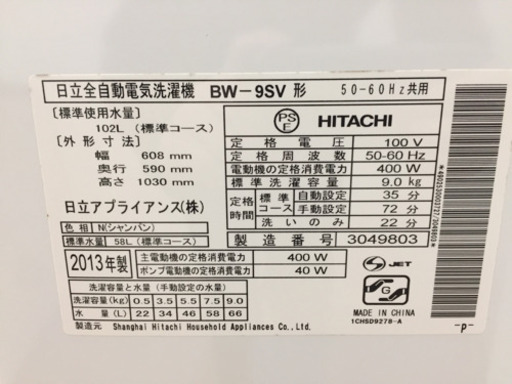 日立全自動電気洗濯機 BW-9SV 形 50-60Hz共用
[標準使用水量]
102L (標準コース)
[外形寸法]
幅 608 mm
奥行 590 mm
高さ 1030 mm
日立アプライアンス(株)
色相 N(シャンパン)
標準水量 58L (標準コース)
2013年製
PS
E
HITACHI
定格電圧 100 V
定格周波数 50-60 Hz
電動機の定格消費電力 400 W
標準洗濯容量 9.0 kg
定格時間 標準 自動設定 35 分
手動設定 72 分
洗いのみ 22 分
製造番号 3049803
主電動機の定格消費電力 400 W
ポンプ電動機の定格消費電力 40 W
S JET
洗濯容量と水量 (手動設定の水量)
洗濯容量(kg) 0.5 3.5 5.5 7.5 9.0
水量(L) 22 34 46 58 66
製造元 Shanghai Hitachi Household Appliances Co., Ltd.
G
MADE IN CHINA
1CHSD9278-A
-P-